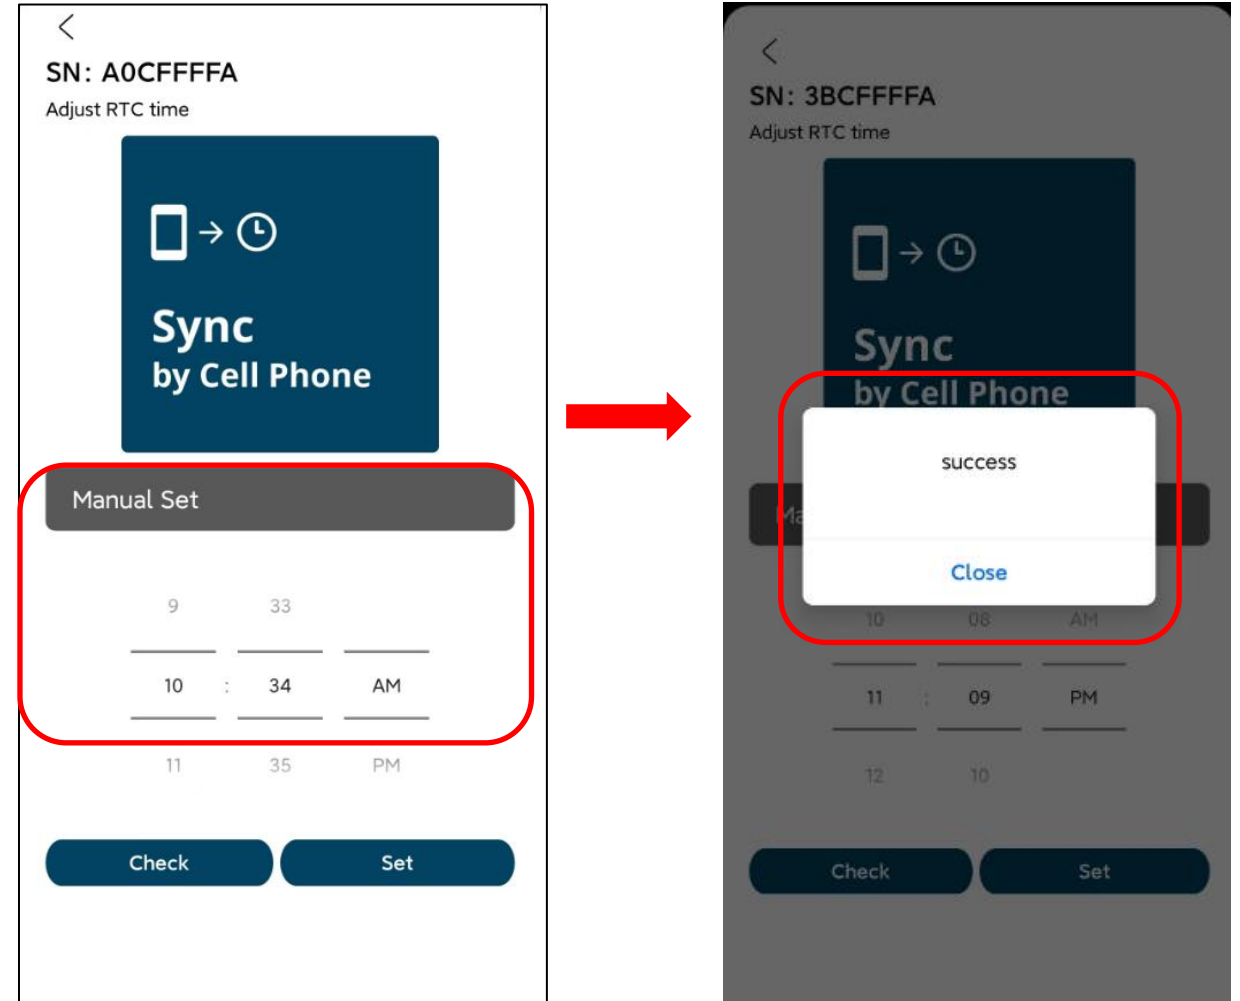 SN: A0CFFFFA
Adjust RTC time
Sync
by Cell Phone
Manual Set
9 33
10 : 34 AM
11 35 PM
Check Set
SN: 3BCFFFFA
Adjust RTC time
Sync
by Cell Phone
success
Ma
Close
10 08 AM
11 : 09 PM
12 10
Check Set